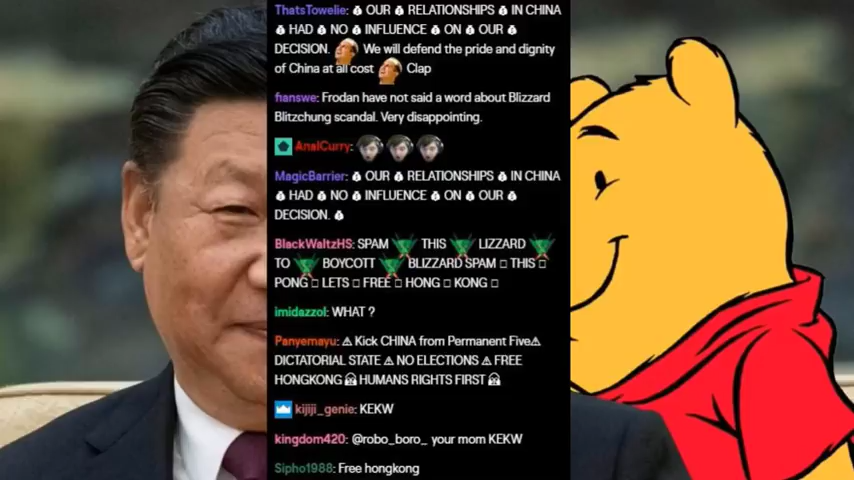 ThatsTowelie: 💰 OUR 💰 RELATIONSHIPS 💰 IN CHINA
💰 HAD 💰 NO 💰 INFLUENCE 💰 ON 💰 OUR 💰
DECISION. We will defend the pride and dignity
of China at all cost Clap
franswe: Frodan have not said a word about Blizzard
Blitzchung scandal. Very disappointing.
AnalCurry:
MagicBarrier: 💰 OUR 💰 RELATIONSHIPS 💰 IN CHINA
💰 HAD 💰 NO 💰 INFLUENCE 💰 ON 💰 OUR 💰
DECISION. 💰
BlackWaltzHS: SPAM THIS LIZZARD
TO BOYCOTT BLIZZARD SPAM □ THIS □
PONG □ LETS □ FREE □ HONG □ KONG □
imidazzol: WHAT ?
Panyemayu: ⚠ Kick CHINA from Permanent Five⚠
DICTATORIAL STATE ⚠ NO ELECTIONS ⚠ FREE
HONGKONG HUMANS RIGHTS FIRST
kijiji_genie: KEKW
kingdom420: @robo_boro_ your mom KEKW
Sipho1988: Free hongkong